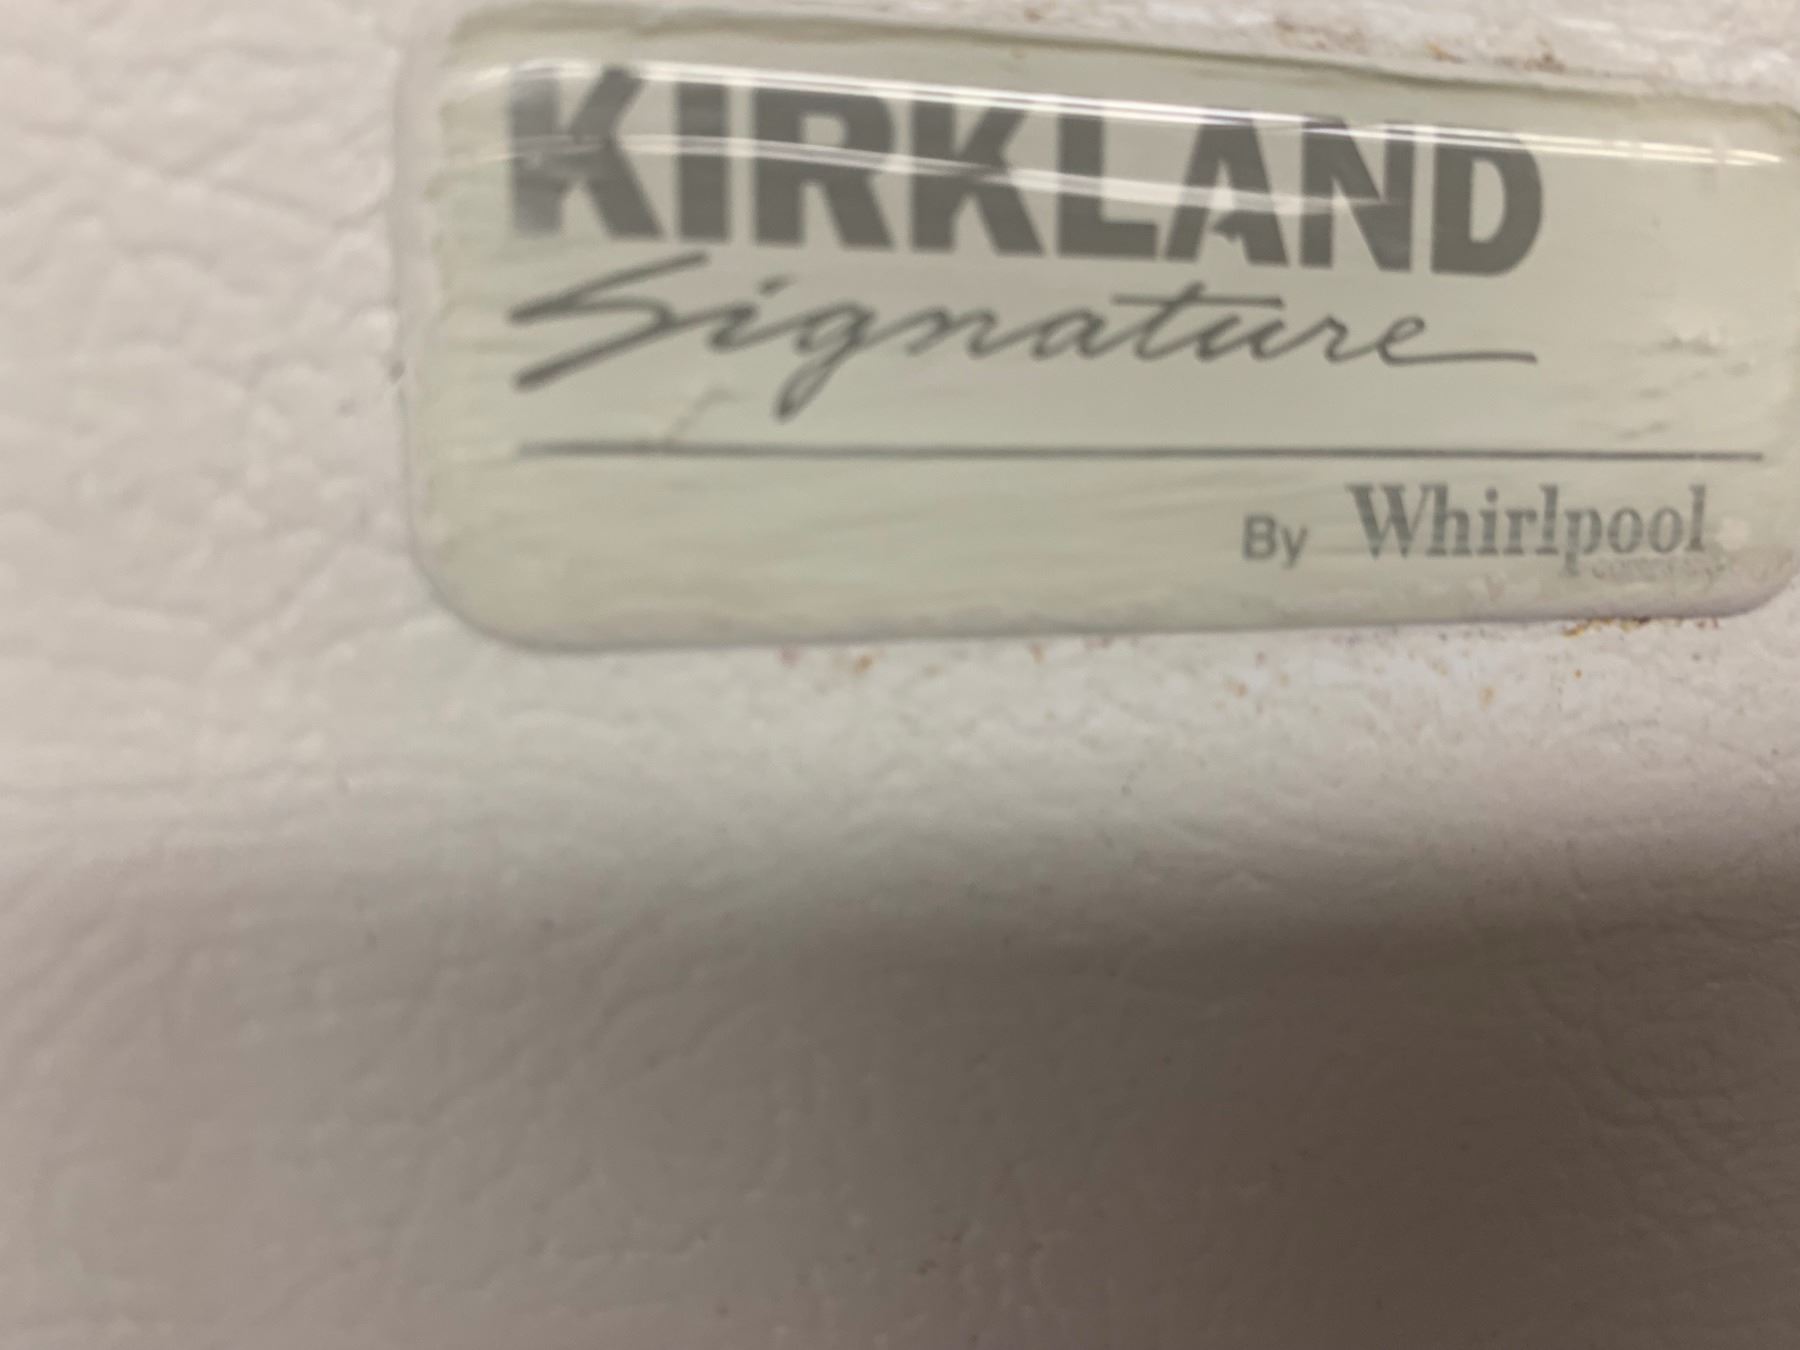 KIRKLAND
Signature
By Whirlpool